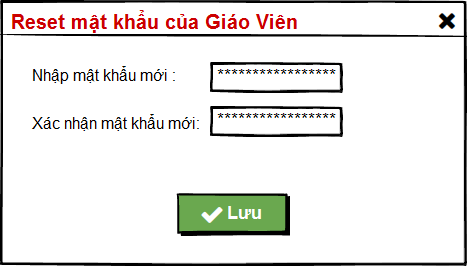 Reset mật khẩu của Giáo Viên
Nhập mật khẩu mới : *****************
Xác nhận mật khẩu mới: *****************
Lưu